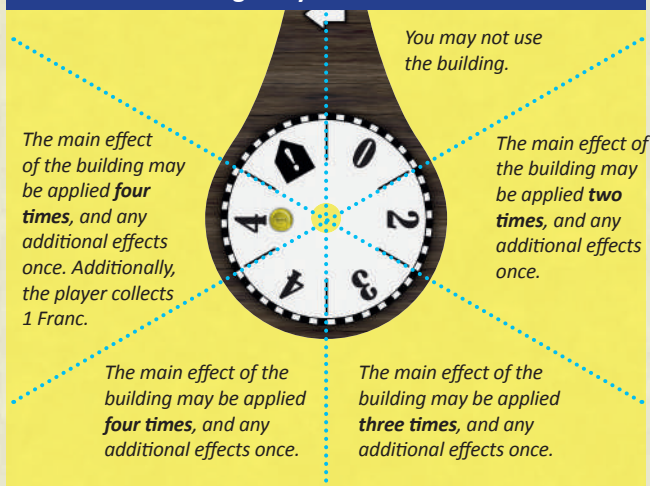 You may not use
the building.
The main effect
of the building may
be applied four
times, and any
additional effects
once. Additionally,
the player collects
1 Franc.
The main effect of
the building may
be applied two
times, and any
additional effects
once.
0
2
3
4
4
!
The main effect of the
building may be applied
four times, and any
additional effects once.
The main effect of the
building may be applied
three times, and any
additional effects once.